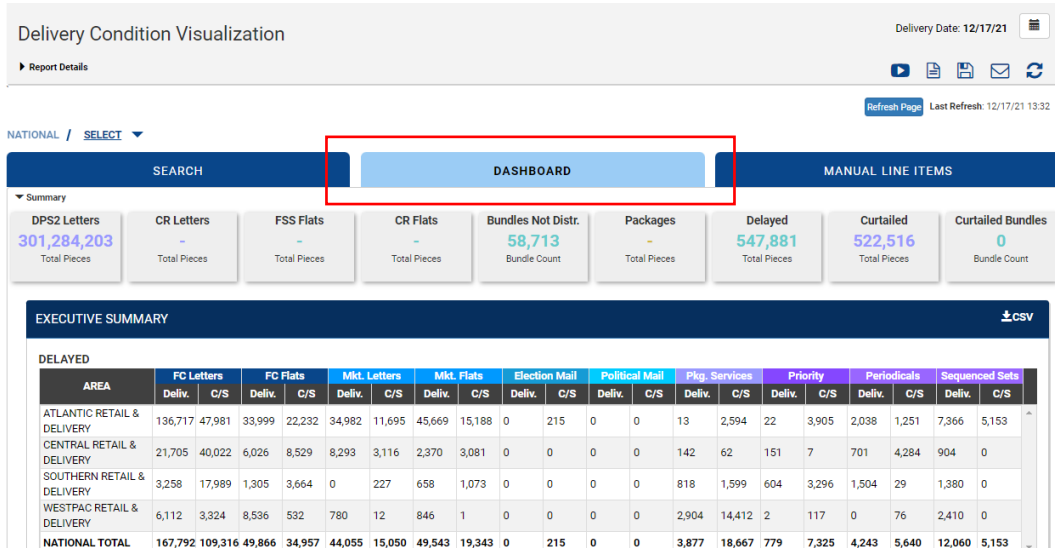 Delivery Condition Visualization
Delivery Date: 12/17/21
Report Details
Refresh Page Last Refresh: 12/17/21 13:32
NATIONAL / SELECT
SEARCH DASHBOARD MANUAL LINE ITEMS
Summary
DPS2 Letters CR Letters FSS Flats CR Flats Bundles Not Distr. Packages Delayed Curtailed Curtailed Bundles
301,284,203 - - - 58,713 - 547,881 522,516 0
Total Pieces Total Pieces Total Pieces Total Pieces Bundle Count Total Pieces Total Pieces Total Pieces Bundle Count
EXECUTIVE SUMMARY CSV
DELAYED
AREA FC Letters FC Flats Mkt. Letters Mkt. Flats Election Mail Political Mail Pkg. Services Priority Periodicals Sequenced Sets
Deliv. C/S Deliv. C/S Deliv. C/S Deliv. C/S Deliv. C/S Deliv. C/S Deliv. C/S Deliv. C/S Deliv. C/S Deliv. C/S
ATLANTIC RETAIL &
DELIVERY 136,717 47,981 33,999 22,232 34,982 11,695 45,669 15,188 0 215 0 0 13 2,594 22 3,905 2,038 1,251 7,366 5,153
CENTRAL RETAIL &
DELIVERY 21,705 40,022 6,026 8,529 8,293 3,116 2,370 3,081 0 0 0 0 142 62 151 7 701 4,284 904 0
SOUTHERN RETAIL &
DELIVERY 3,258 17,989 1,305 3,664 0 227 658 1,073 0 0 0 0 818 1,599 604 3,296 1,504 29 1,380 0
WESTPAC RETAIL &
DELIVERY 6,112 3,324 8,536 532 780 12 846 1 0 0 0 0 2,904 14,412 2 117 0 76 2,410 0
NATIONAL TOTAL 167,792 109,316 49,866 34,957 44,055 15,050 49,543 19,343 0 215 0 0 3,877 18,667 779 7,325 4,243 5,640 12,060 5,153